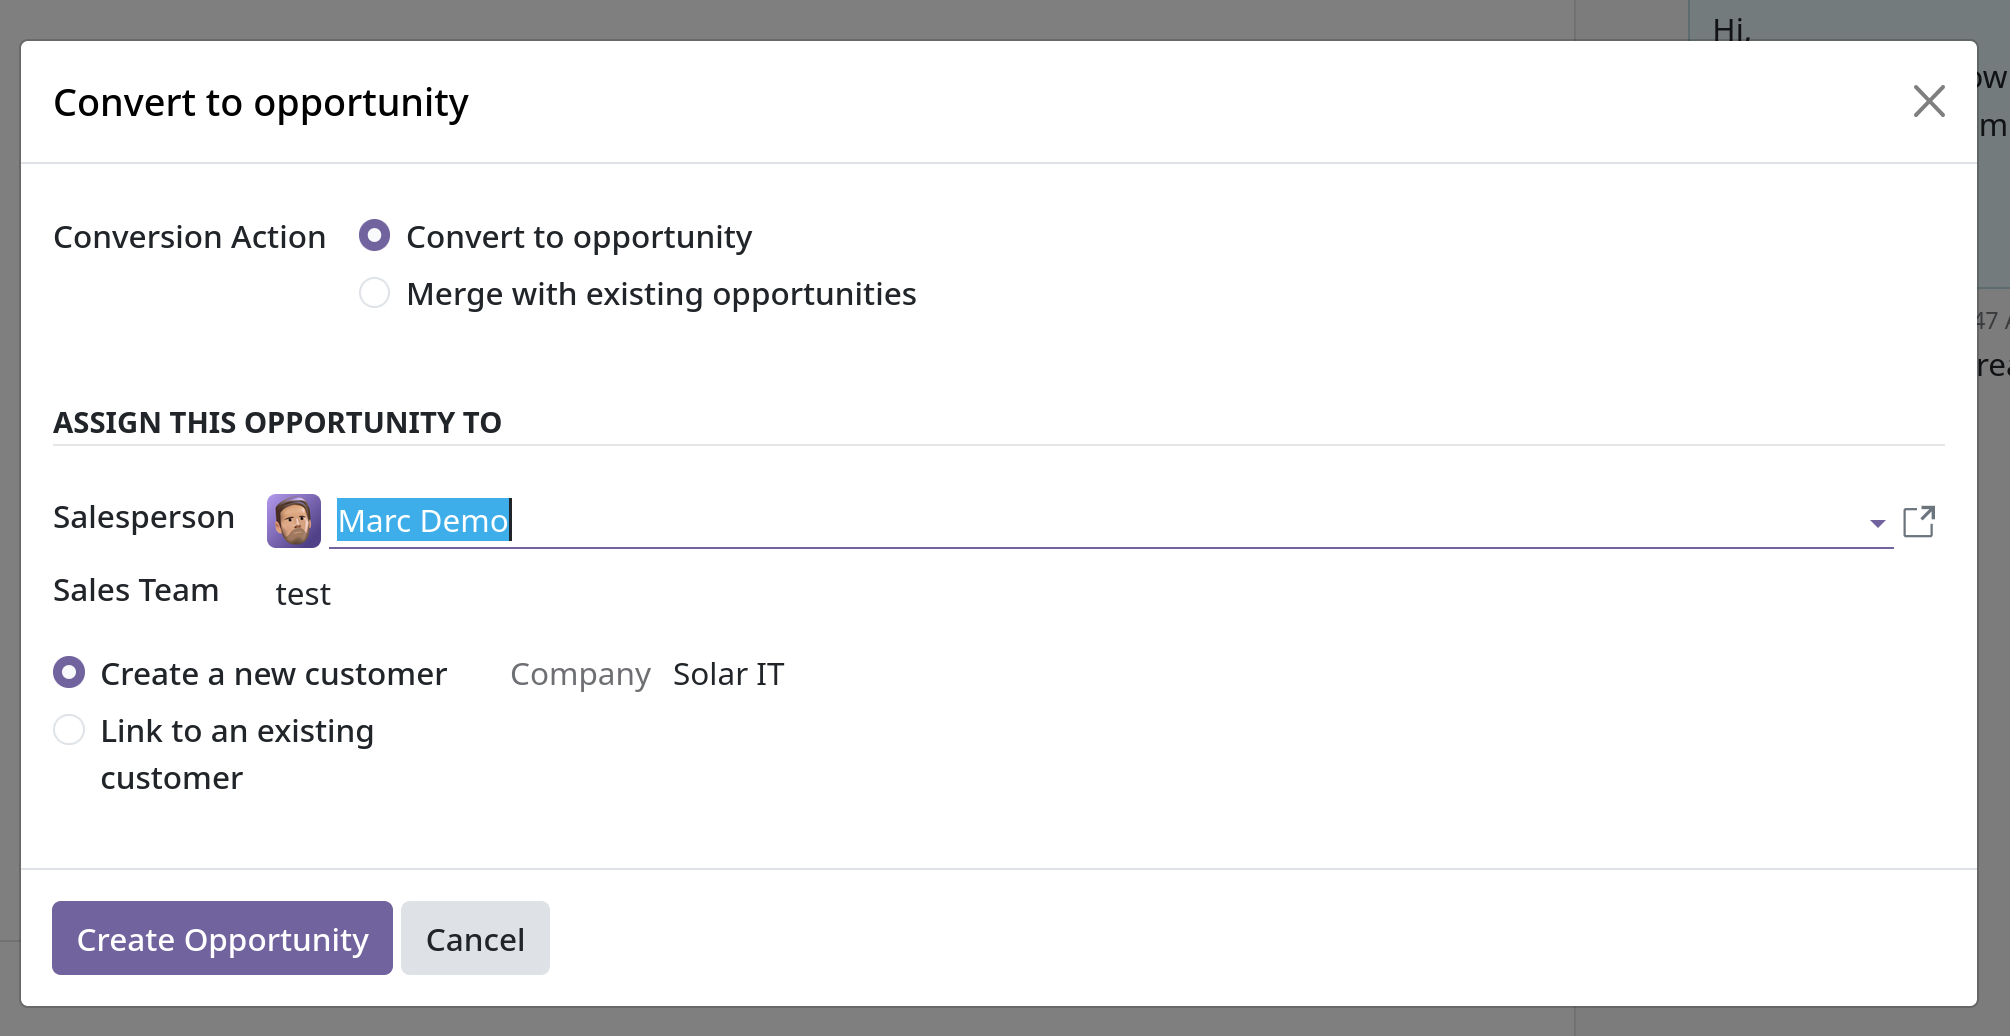 Hi,
Convert to opportunity
Conversion Action Convert to opportunity
Merge with existing opportunities
ASSIGN THIS OPPORTUNITY TO
Salesperson Marc Demo
Sales Team test
Create a new customer Company Solar IT
Link to an existing
customer
Create Opportunity Cancel